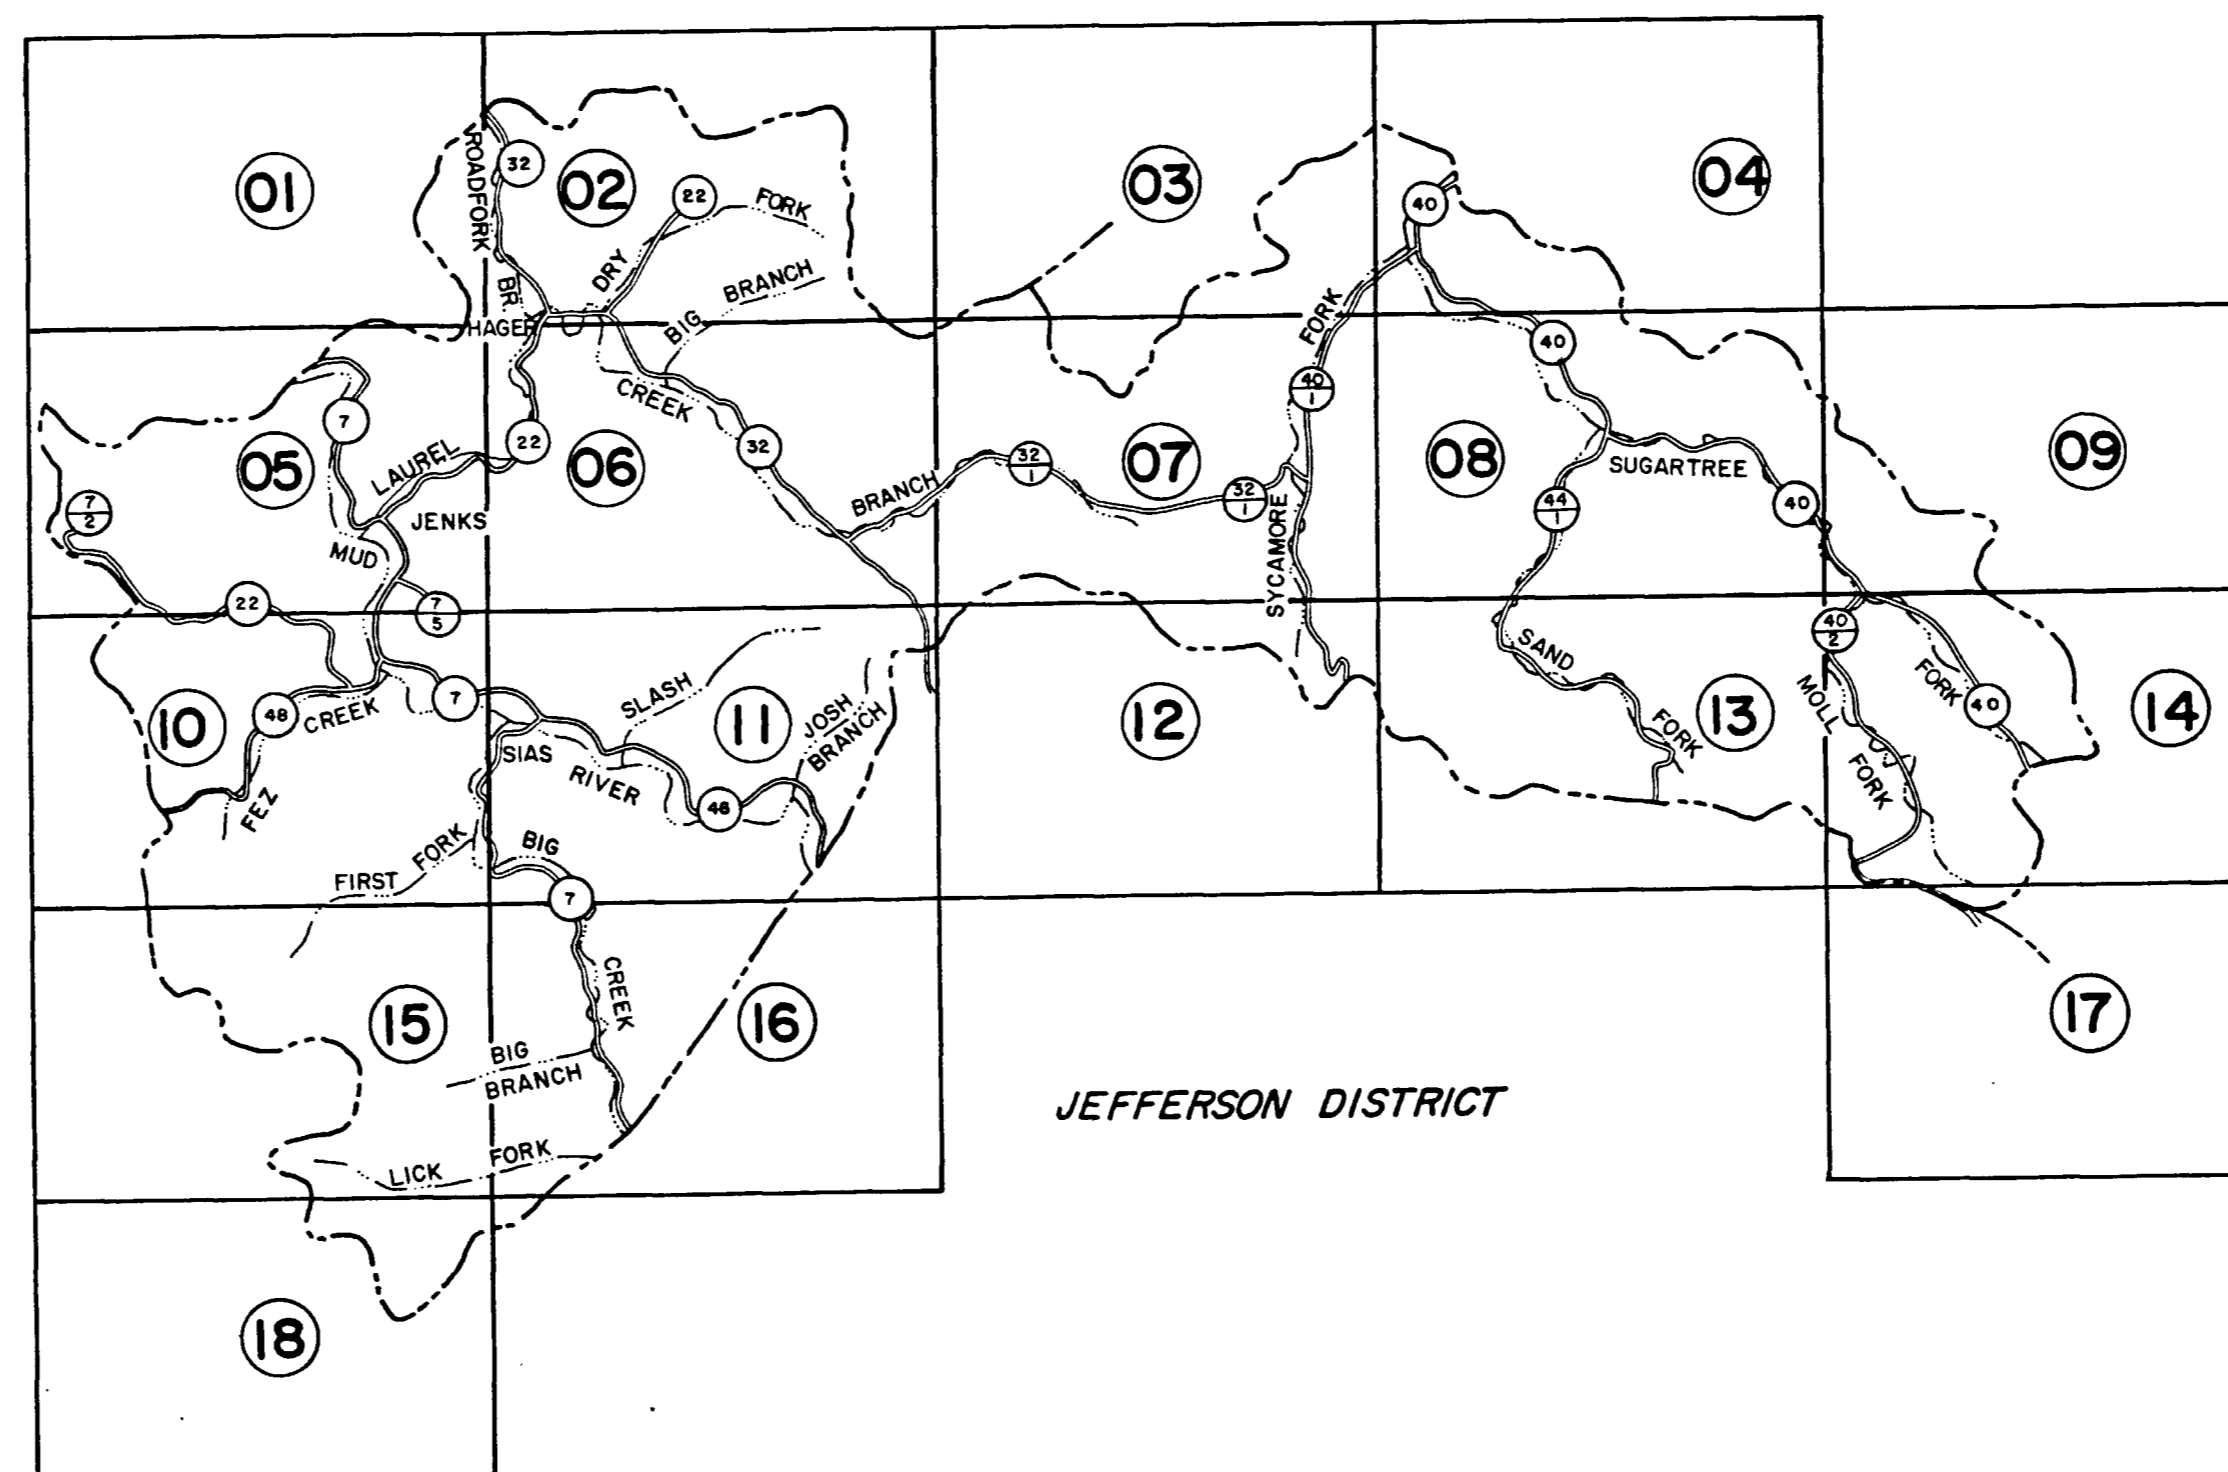 01
02
03
04
32
22
40
ROADFORK
BR
DRY
FORK
BIG BRANCH
HAGER
CREEK
FORK
05
06
07
08
09
7
22
32
32
1
32
1
40
1
40
44
1
40
7
2
LAUREL
JENKS
MUD
BRANCH
SYCAMORE
SUGARTREE
22
7
5
40
2
10
11
12
13
14
48
7
46
40
CREEK
FEZ
SLASH
JOSH
BRANCH
SIAS
RIVER
SAND
FORK
MOLL
FORK
FORK
FIRST FORK
BIG
7
CREEK
15
16
17
BIG
BRANCH
LICK FORK
JEFFERSON DISTRICT
18